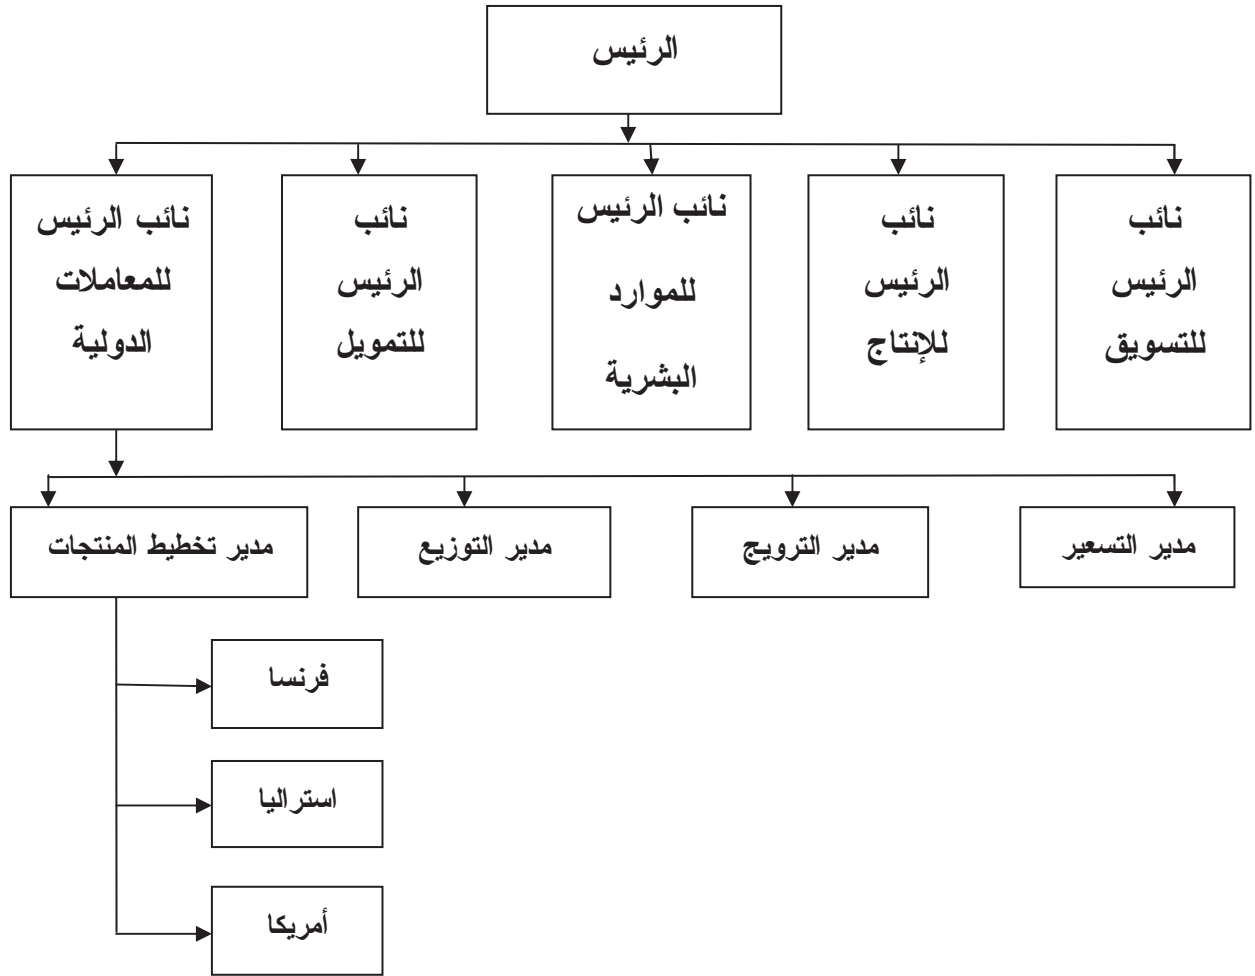 الرئيس
نائب
الرئيس
للتسويق
نائب
الرئيس
للإنتاج
نائب الرئيس
للموارد
البشرية
نائب
الرئيس
للتمويل
نائب الرئيس
للمعاملات
الدولية
مدير التسعير
مدير الترويج
مدير التوزيع
مدير تخطيط المنتجات
فرنسا
استراليا
أمريكا